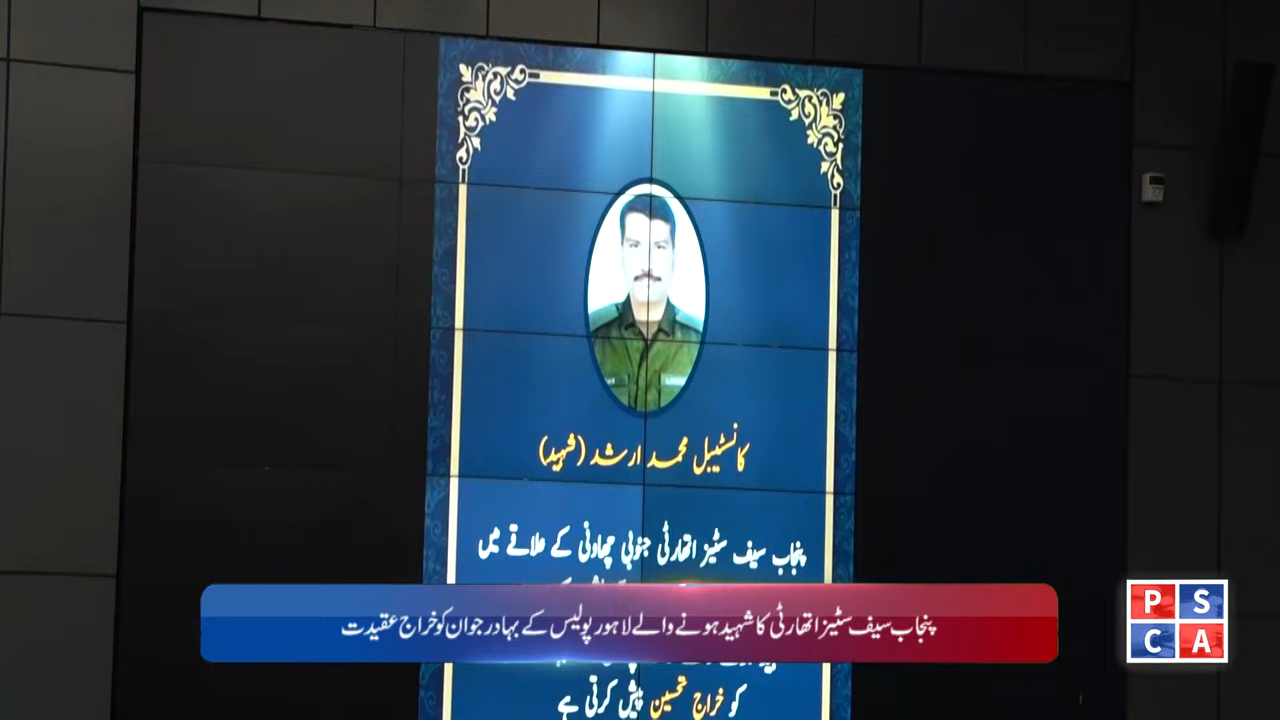 کانسٹیبل محمد ارشد (شہید)
پنجاب سیف سٹیز اتھارٹی جنوبی چھاونی کے علاقے میں
پنجاب سیف سٹیز اتھارٹی کا شہید ہونے والے لاہور پولیس کے بہادر جوان کو خراج عقیدت
کو خراج تحسین پیش کرتی ہے
P S
C A